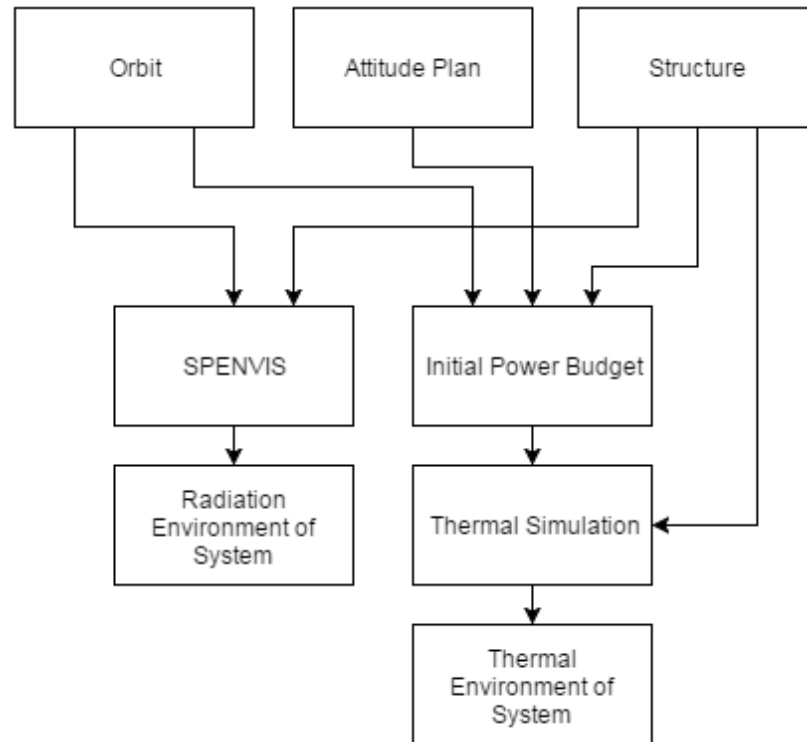 Orbit
Attitude Plan
Structure
SPENVIS
Initial Power Budget
Radiation
Environment of
System
Thermal Simulation
Thermal
Environment of
System